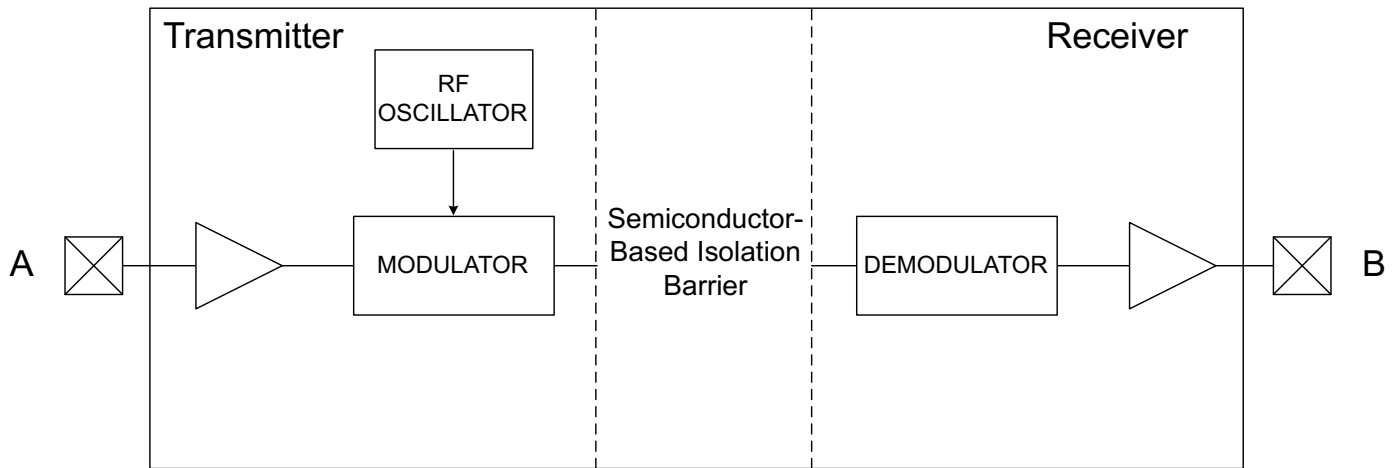 Transmitter
Receiver
RF
OSCILLATOR
A
MODULATOR
Semiconductor-
Based Isolation
Barrier
DEMODULATOR
B